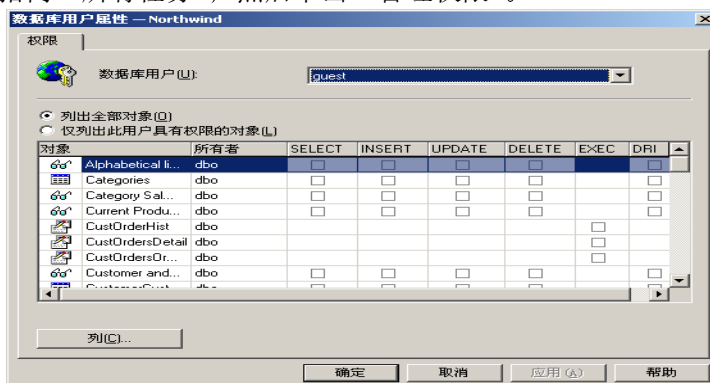 数据库用户属性 — Northwind
权限
数据库用户(U): guest
列出全部对象(O)
仅列出此用户具有权限的对象(L)
对象 所有者 SELECT INSERT UPDATE DELETE EXEC DRI
Alphabetical li... dbo
Categories dbo
Category Sal... dbo
Current Produ... dbo
CustOrderHist dbo
CustOrdersDetail dbo
CustOrdersOr... dbo
Customer and... dbo
列(C)...
确定 取消 应用(A) 帮助